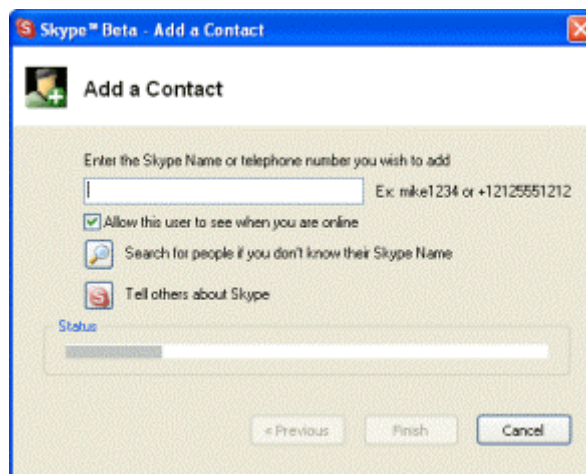 Skype™ Beta - Add a Contact
Add a Contact
Enter the Skype Name or telephone number you wish to add
Ex: mike1234 or +12125551212
Allow this user to see when you are online
Search for people if you don't know their Skype Name
Tell others about Skype
Status
< Previous Finish Cancel